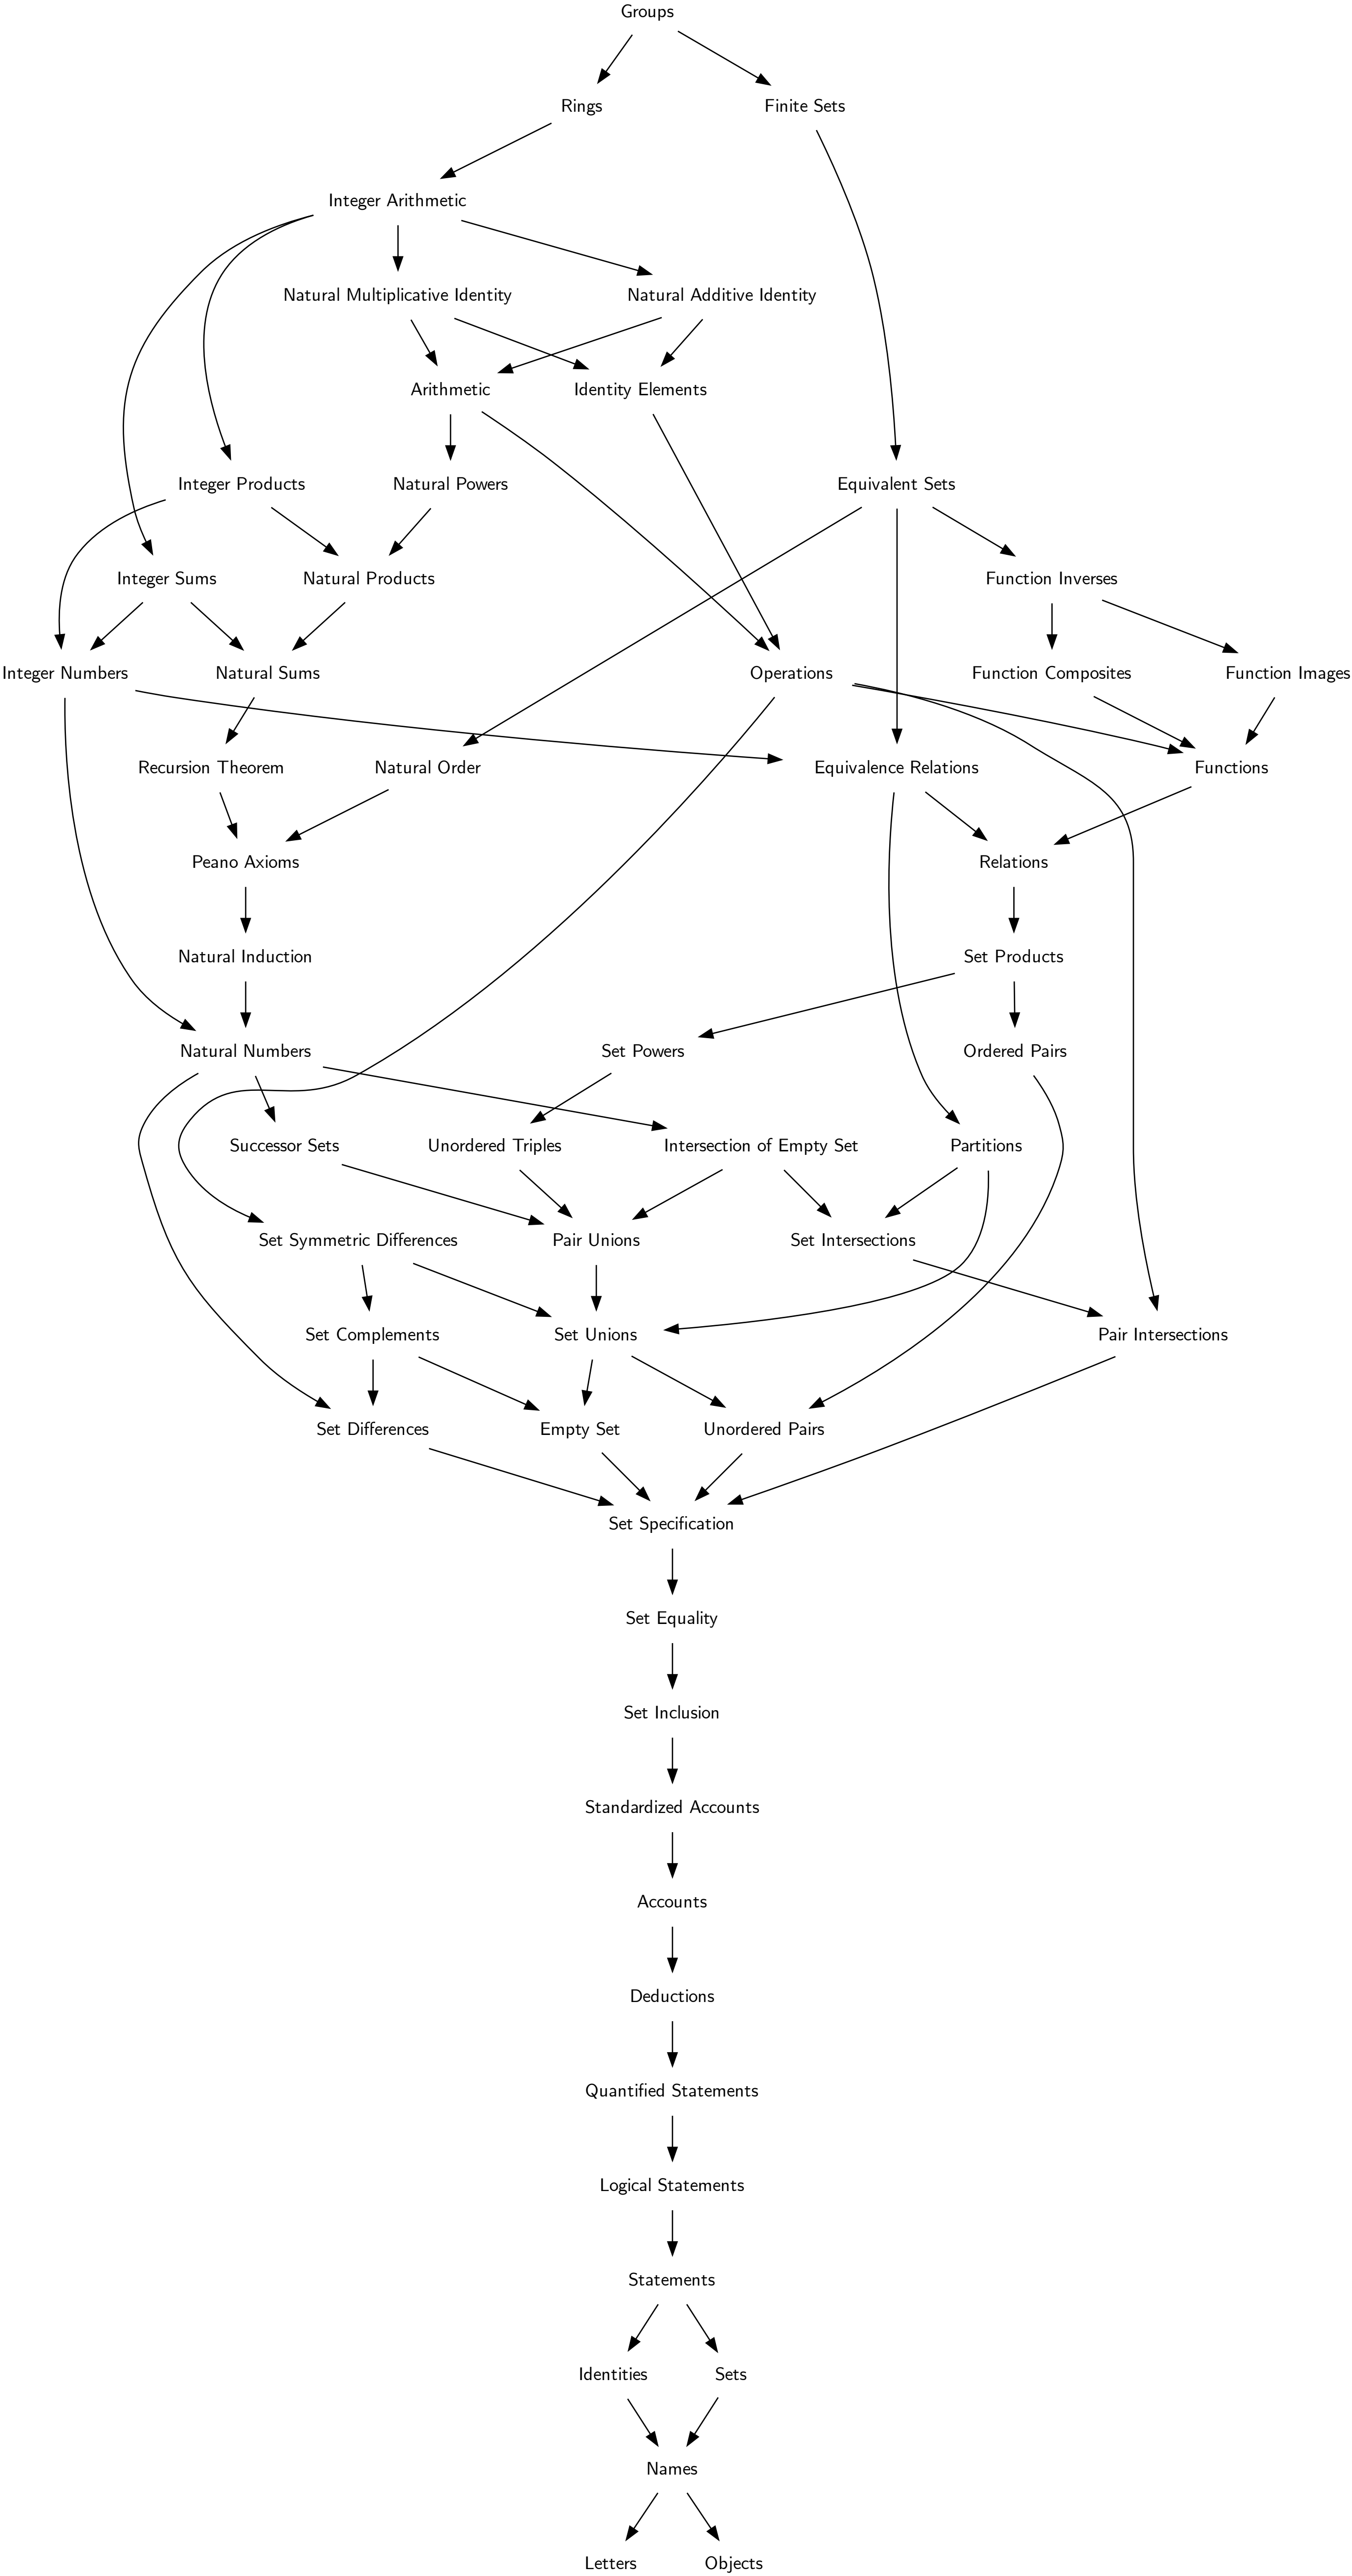 Groups
Rings
Finite Sets
Integer Arithmetic
Natural Multiplicative Identity
Natural Additive Identity
Arithmetic
Identity Elements
Integer Products
Natural Powers
Equivalent Sets
Integer Sums
Natural Products
Function Inverses
Integer Numbers
Natural Sums
Operations
Function Composites
Function Images
Recursion Theorem
Natural Order
Equivalence Relations
Functions
Peano Axioms
Relations
Natural Induction
Set Products
Natural Numbers
Set Powers
Ordered Pairs
Successor Sets
Unordered Triples
Intersection of Empty Set
Partitions
Set Symmetric Differences
Pair Unions
Set Intersections
Set Complements
Set Unions
Pair Intersections
Set Differences
Empty Set
Unordered Pairs
Set Specification
Set Equality
Set Inclusion
Standardized Accounts
Accounts
Deductions
Quantified Statements
Logical Statements
Statements
Identities
Sets
Names
Letters
Objects